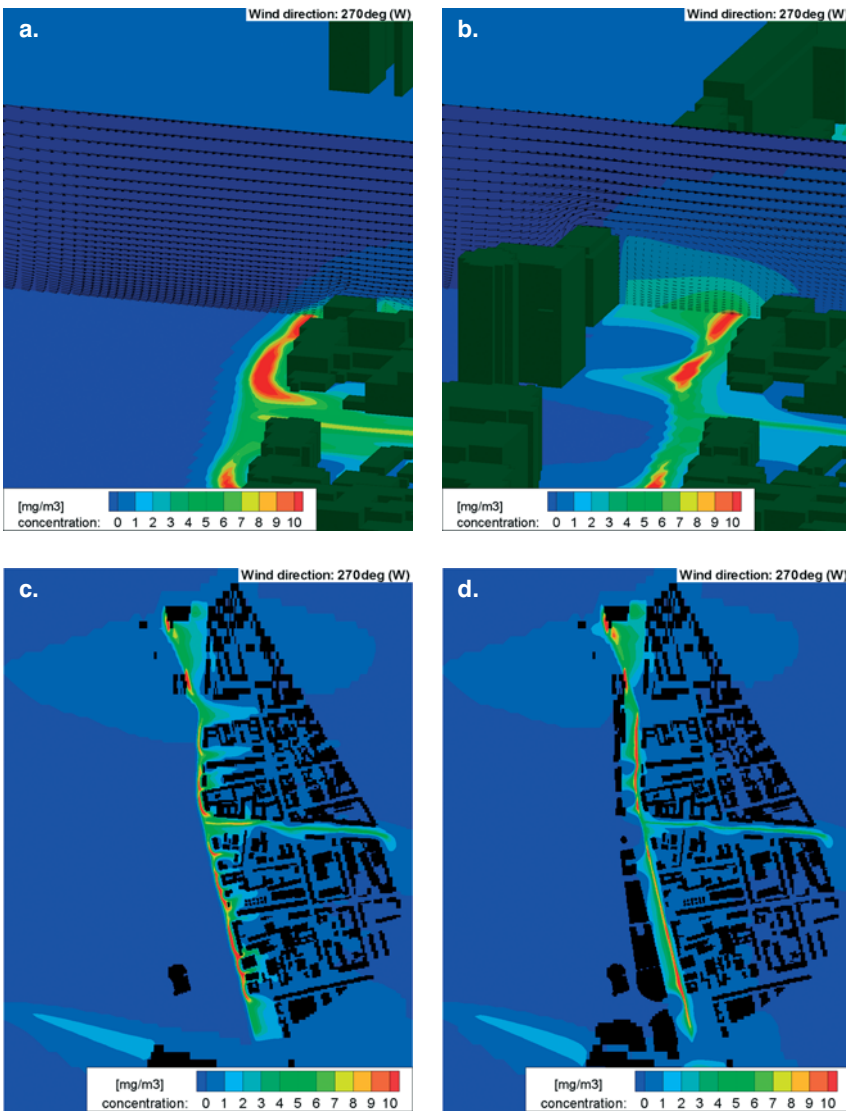 Wind direction: 270deg (W)
a.
[mg/m3]
concentration: 0 1 2 3 4 5 6 7 8 9 10
Wind direction: 270deg (W)
b.
[mg/m3]
concentration: 0 1 2 3 4 5 6 7 8 9 10
Wind direction: 270deg (W)
c.
[mg/m3]
concentration: 0 1 2 3 4 5 6 7 8 9 10
Wind direction: 270deg (W)
d.
[mg/m3]
concentration: 0 1 2 3 4 5 6 7 8 9 10